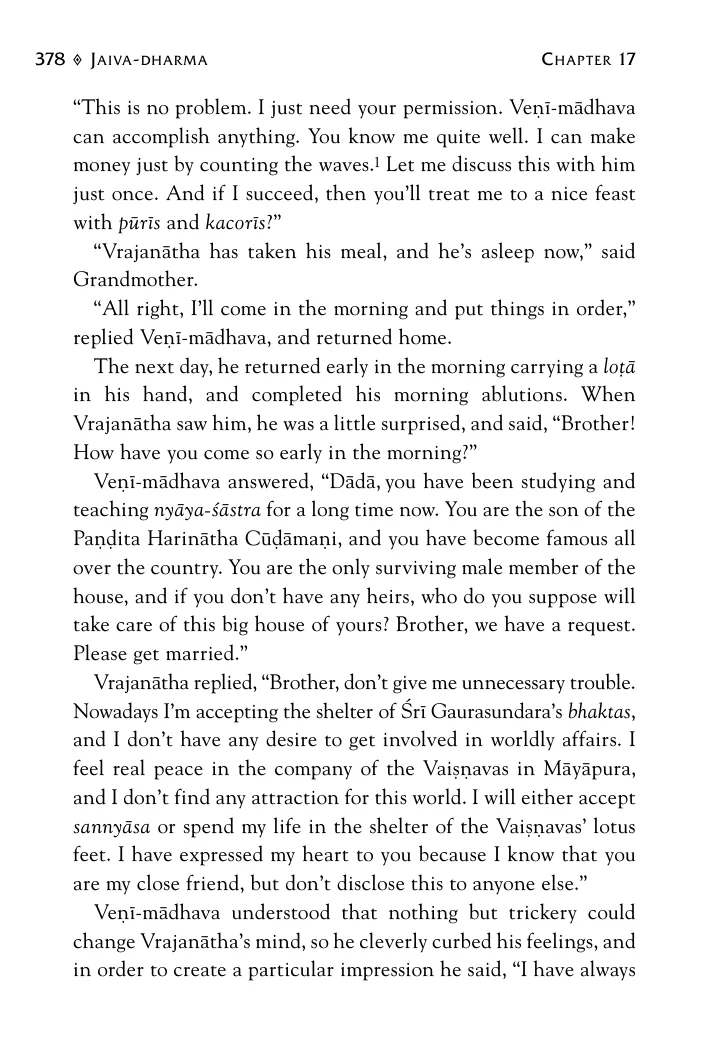 378 ◈ JAIVA-DHARMA CHAPTER 17
“This is no problem. I just need your permission. Veṇī-mādhava
can accomplish anything. You know me quite well. I can make
money just by counting the waves.¹ Let me discuss this with him
just once. And if I succeed, then you’ll treat me to a nice feast
with pūrīs and kacorīs?”
“Vrajanātha has taken his meal, and he’s asleep now,” said
Grandmother.
“All right, I’ll come in the morning and put things in order,”
replied Veṇī-mādhava, and returned home.
The next day, he returned early in the morning carrying a loṭā
in his hand, and completed his morning ablutions. When
Vrajanātha saw him, he was a little surprised, and said, “Brother!
How have you come so early in the morning?”
Veṇī-mādhava answered, “Dādā, you have been studying and
teaching nyāya-śāstra for a long time now. You are the son of the
Paṇḍita Harinātha Cūḍāmaṇi, and you have become famous all
over the country. You are the only surviving male member of the
house, and if you don’t have any heirs, who do you suppose will
take care of this big house of yours? Brother, we have a request.
Please get married.”
Vrajanātha replied, “Brother, don’t give me unnecessary trouble.
Nowadays I’m accepting the shelter of Śrī Gaurasundara’s bhaktas,
and I don’t have any desire to get involved in worldly affairs. I
feel real peace in the company of the Vaiṣṇavas in Māyāpura,
and I don’t find any attraction for this world. I will either accept
sannyāsa or spend my life in the shelter of the Vaiṣṇavas’ lotus
feet. I have expressed my heart to you because I know that you
are my close friend, but don’t disclose this to anyone else.”
Veṇī-mādhava understood that nothing but trickery could
change Vrajanātha’s mind, so he cleverly curbed his feelings, and
in order to create a particular impression he said, “I have always